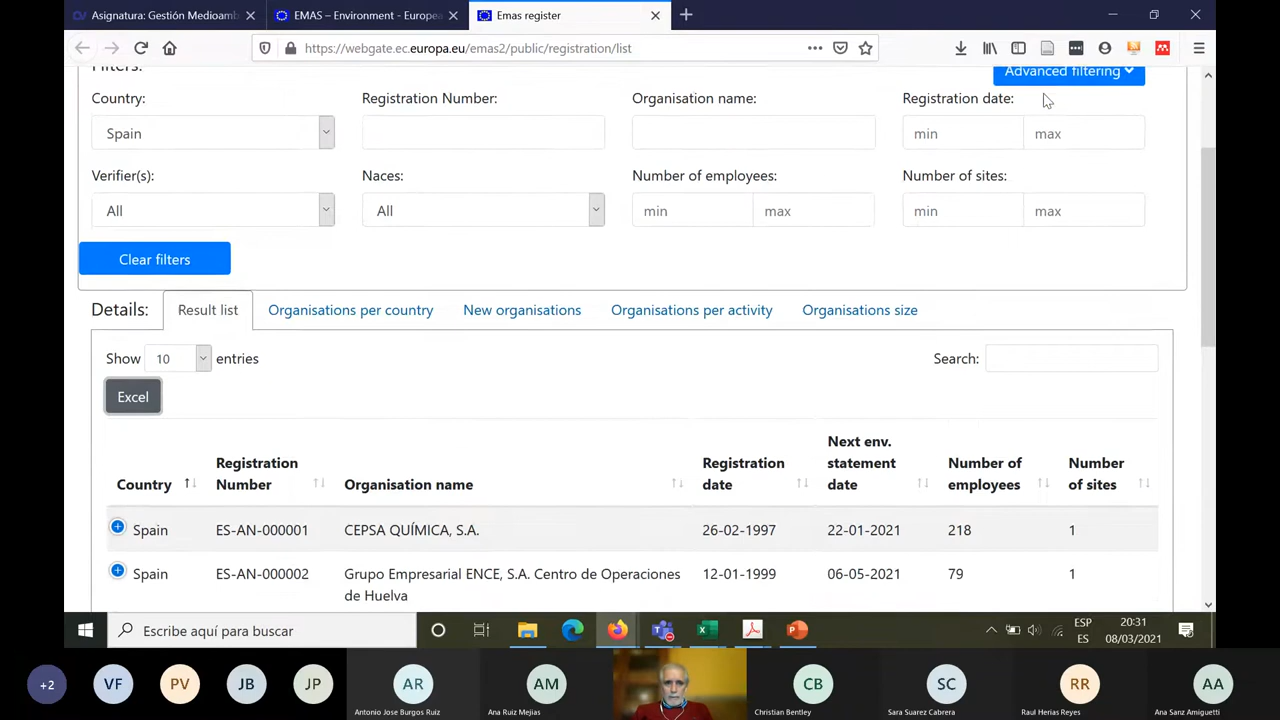 Asignatura: Gestión Medioamb
EMAS – Environment - Europea
Emas register
https://webgate.ec.europa.eu/emas2/public/registration/list
Filters:
Advanced filtering
Country:
Registration Number:
Organisation name:
Registration date:
Spain
min
max
Verifier(s):
Naces:
Number of employees:
Number of sites:
All
All
min
max
min
max
Clear filters
Details:
Result list
Organisations per country
New organisations
Organisations per activity
Organisations size
Show 10 entries
Search:
Excel
Country
Registration
Number
Organisation name
Registration
date
Next env.
statement
date
Number of
employees
Number
of sites
Spain ES-AN-000001 CEPSA QUÍMICA, S.A. 26-02-1997 22-01-2021 218 1
Spain ES-AN-000002 Grupo Empresarial ENCE, S.A. Centro de Operaciones 12-01-1999 06-05-2021 79 1
de Huelva
Escribe aquí para buscar
ESP
ES
20:31
08/03/2021
+2
VF
PV
JB
JP
AR
Antonio Jose Burgos Ruiz
AM
Ana Ruiz Mejias
CB
Christian Bentley
SC
Sara Suarez Cabrera
RR
Raul Herias Reyes
AA
Ana Sanz Amiguetti